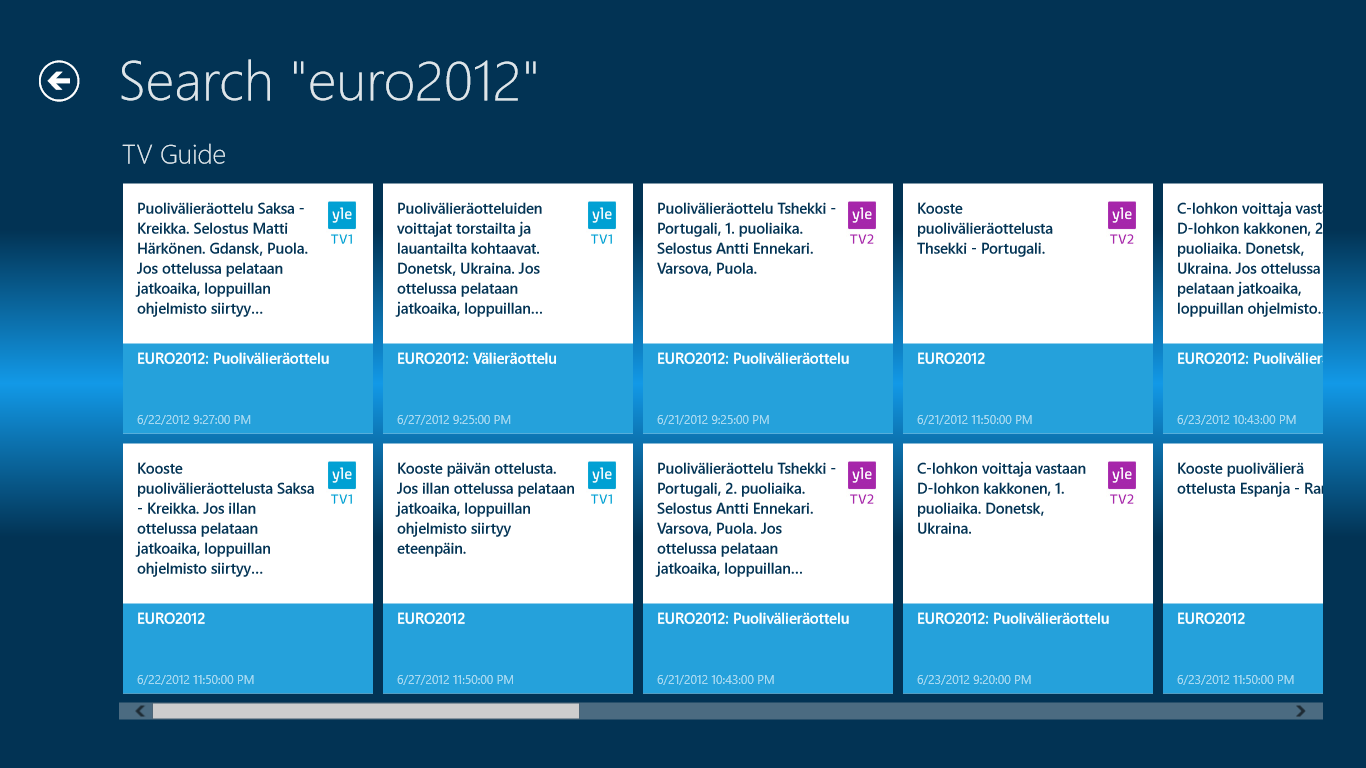 Search "euro2012"
TV Guide
Puolivälieräottelu Saksa -
Kreikka. Selostus Matti
Härkönen. Gdansk, Puola.
Jos ottelussa pelataan
jatkoaika, loppuillan
ohjelmisto siirtyy...
yle
TV1
EURO2012: Puolivälieräottelu
6/22/2012 9:27:00 PM
Puolivälieräotteluiden
voittajat torstailta ja
lauantailta kohtaavat.
Donetsk, Ukraina. Jos
ottelussa pelataan
jatkoaika, loppuillan...
yle
TV1
EURO2012: Välieräottelu
6/27/2012 9:25:00 PM
Puolivälieräottelu Tshekki -
Portugali, 1. puoliaika.
Selostus Antti Ennekari.
Varsova, Puola.
yle
TV2
EURO2012: Puolivälieräottelu
6/21/2012 9:25:00 PM
Kooste
puolivälieräottelusta
Thsekki - Portugali.
yle
TV2
EURO2012
6/21/2012 11:50:00 PM
C-lohkon voittaja
D-lohkon kakkonen, 2
puoliaika. Donetsk,
Ukraina. Jos ottelussa
pelataan jatkoaika,
loppuillan ohjelmisto..
EURO2012:
6/23/2012 10:43:00 PM
Kooste
puolivälieräottelusta Saksa
- Kreikka. Jos illan
ottelussa pelataan
jatkoaika, loppuillan
ohjelmisto siirtyy...
yle
TV1
EURO2012
6/22/2012 11:50:00 PM
Kooste päivän ottelusta.
Jos illan ottelussa pelataan
jatkoaika, loppuillan
ohjelmisto siirtyy
eteenpäin.
yle
TV1
EURO2012
6/27/2012 11:50:00 PM
Puolivälieräottelu Tshekki -
Portugali, 2. puoliaika.
Selostus Antti Ennekari.
Varsova, Puola. Jos
ottelussa pelataan
jatkoaika, loppuillan...
yle
TV2
EURO2012: Puolivälieräottelu
6/21/2012 10:43:00 PM
C-lohkon voittaja vastaan
D-lohkon kakkonen, 1.
puoliaika. Donetsk,
Ukraina.
yle
TV2
EURO2012: Puolivälieräottelu
6/23/2012 9:20:00 PM
Kooste puolivälierä
ottelusta Espanja -
EURO2012
6/23/2012 11:50:00 PM